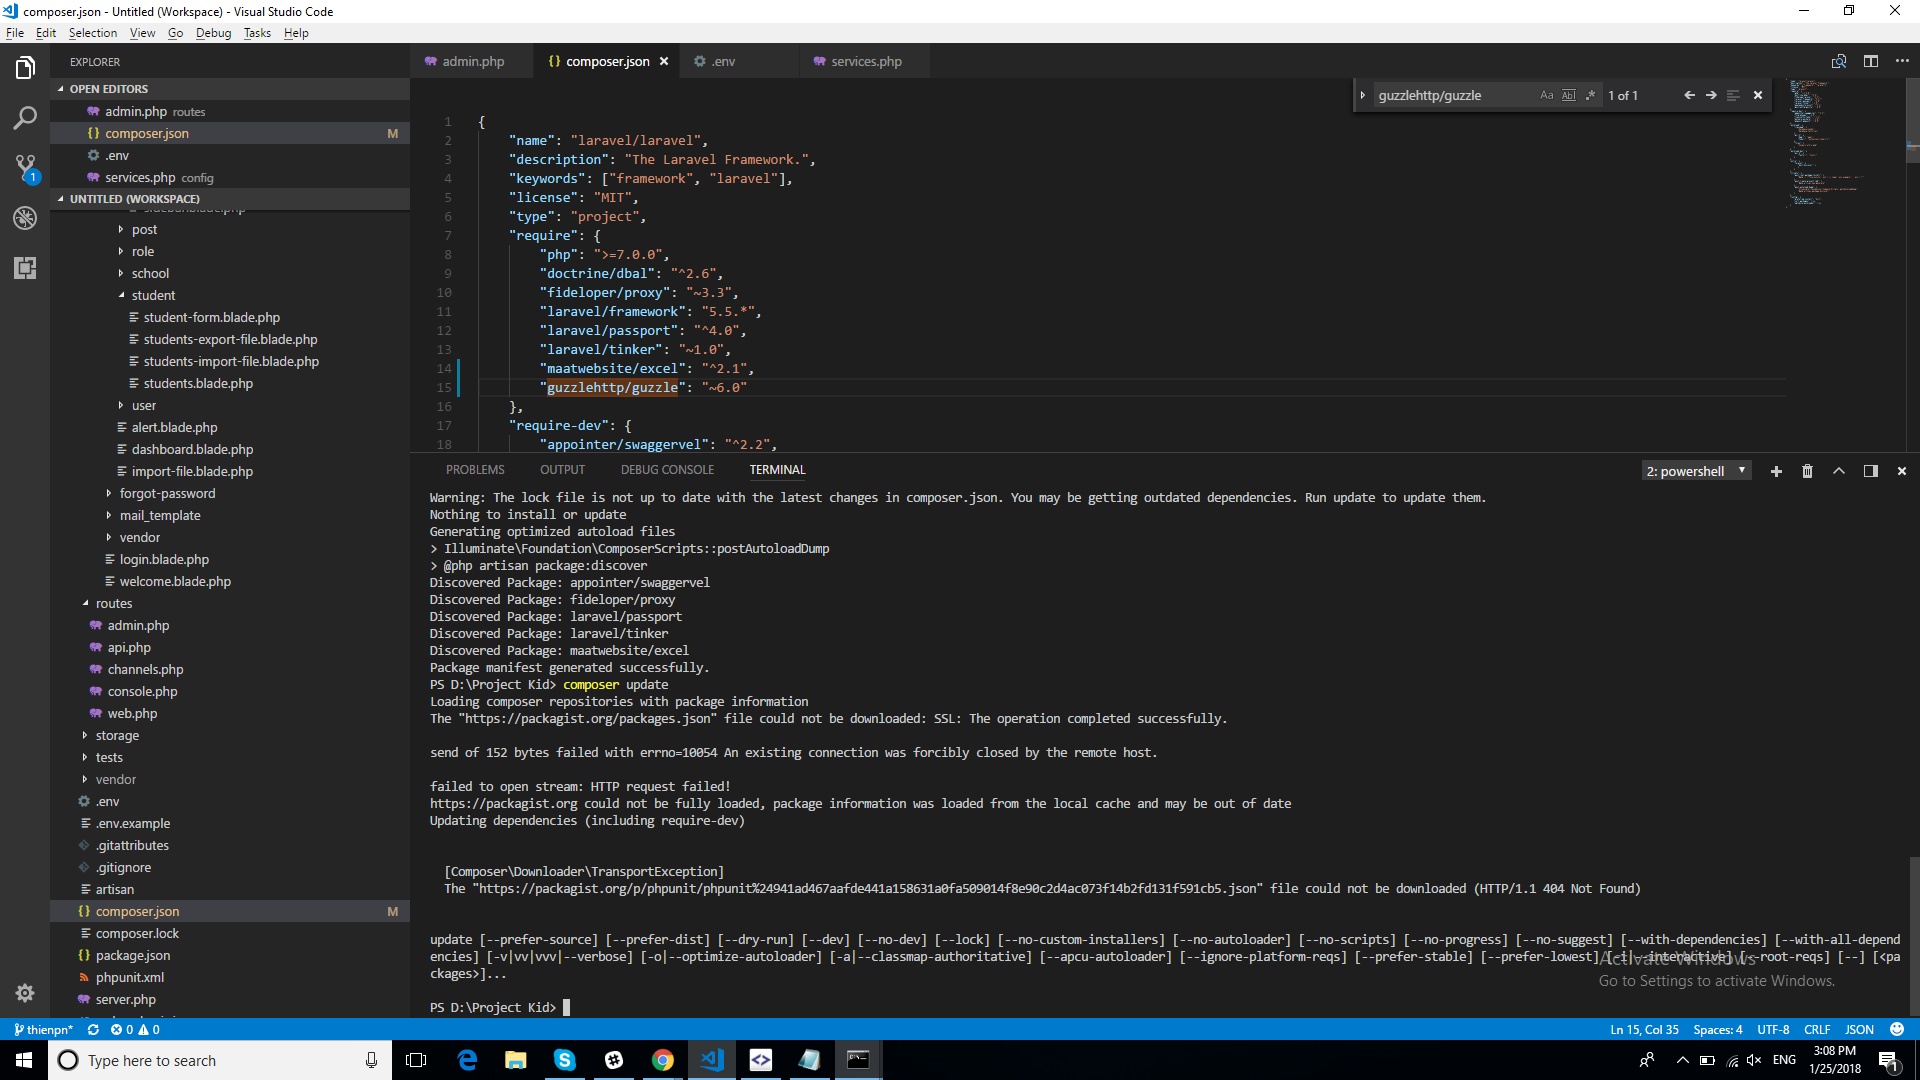 composer.json - Untitled (Workspace) - Visual Studio Code
File Edit Selection View Go Debug Tasks Help
EXPLORER
OPEN EDITORS
admin.php routes
composer.json M
.env
services.php config
UNTITLED (WORKSPACE)
sidebar.blade.php
post
role
school
student
student-form.blade.php
students-export-file.blade.php
students-import-file.blade.php
students.blade.php
user
alert.blade.php
dashboard.blade.php
import-file.blade.php
forgot-password
mail_template
vendor
login.blade.php
welcome.blade.php
routes
admin.php
api.php
channels.php
console.php
web.php
storage
tests
vendor
.env
.env.example
.gitattributes
.gitignore
artisan
composer.json M
composer.lock
package.json
phpunit.xml
server.php
1
admin.php
{} composer.json
.env
services.php
guzzlehttp/guzzle Aa Abl .* 1 of 1
1 {
2 "name": "laravel/laravel",
3 "description": "The Laravel Framework.",
4 "keywords": ["framework", "laravel"],
5 "license": "MIT",
6 "type": "project",
7 "require": {
8 "php": ">=7.0.0",
9 "doctrine/dbal": "^2.6",
10 "fideloper/proxy": "~3.3",
11 "laravel/framework": "5.5.*",
12 "laravel/passport": "^4.0",
13 "laravel/tinker": "~1.0",
14 "maatwebsite/excel": "^2.1",
15 "guzzlehttp/guzzle": "~6.0"
16 },
17 "require-dev": {
18 "appointer/swaggervel": "^2.2",
PROBLEMS OUTPUT DEBUG CONSOLE TERMINAL 2: powershell
Warning: The lock file is not up to date with the latest changes in composer.json. You may be getting outdated dependencies. Run update to update them.
Nothing to install or update
Generating optimized autoload files
> Illuminate\Foundation\ComposerScripts::postAutoloadDump
> @php artisan package:discover
Discovered Package: appointer/swaggervel
Discovered Package: fideloper/proxy
Discovered Package: laravel/passport
Discovered Package: laravel/tinker
Discovered Package: maatwebsite/excel
Package manifest generated successfully.
PS D:\Project Kid> composer update
Loading composer repositories with package information
The "https://packagist.org/packages.json" file could not be downloaded: SSL: The operation completed successfully.
send of 152 bytes failed with errno=10054 An existing connection was forcibly closed by the remote host.
failed to open stream: HTTP request failed!
https://packagist.org could not be fully loaded, package information was loaded from the local cache and may be out of date
Updating dependencies (including require-dev)
[Composer\Downloader\TransportException]
The "https://packagist.org/p/phpunit/phpunit%24941ad467aafde441a158631a0fa509014f8e90c2d4ac073f14b2fd131f591cb5.json" file could not be downloaded (HTTP/1.1 404 Not Found)
update [--prefer-source] [--prefer-dist] [--dry-run] [--dev] [--no-dev] [--lock] [--no-custom-installers] [--no-autoloader] [--no-scripts] [--no-progress] [--no-suggest] [--with-dependencies] [--with-all-depend
encies] [-v|vv|vvv|--verbose] [-o|--optimize-autoloader] [-a|--classmap-authoritative] [--apcu-autoloader] [--ignore-platform-reqs] [--prefer-stable] [--prefer-lowest] [-i|--interactive] [--root-reqs] [--] [<pa
ckages>]...
PS D:\Project Kid>
Activate Windows
Go to Settings to activate Windows.
thienpn* 0 0 Ln 15, Col 35 Spaces: 4 UTF-8 CRLF JSON
Type here to search
ENG
3:08 PM
1/25/2018
1